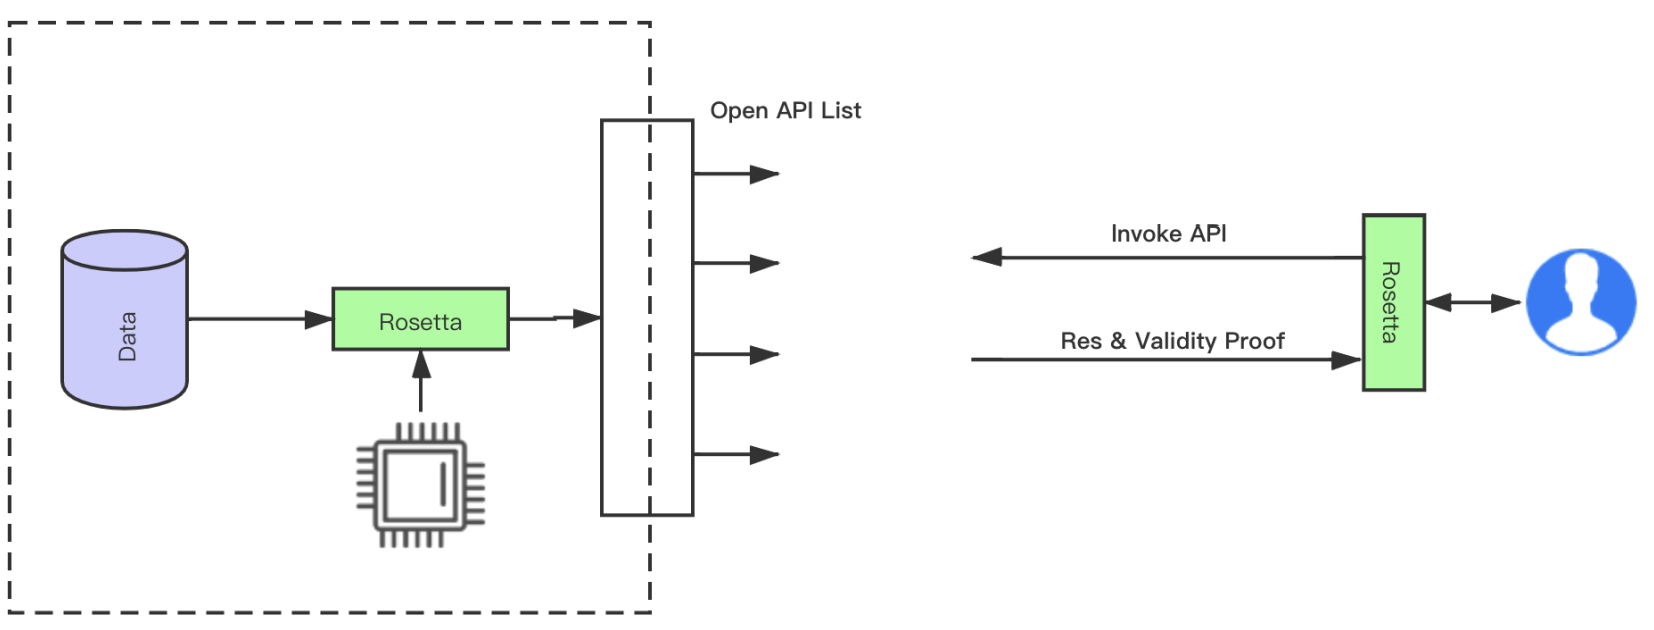 Open API List
Data
Rosetta
Invoke API
Res & Validity Proof
Rosetta